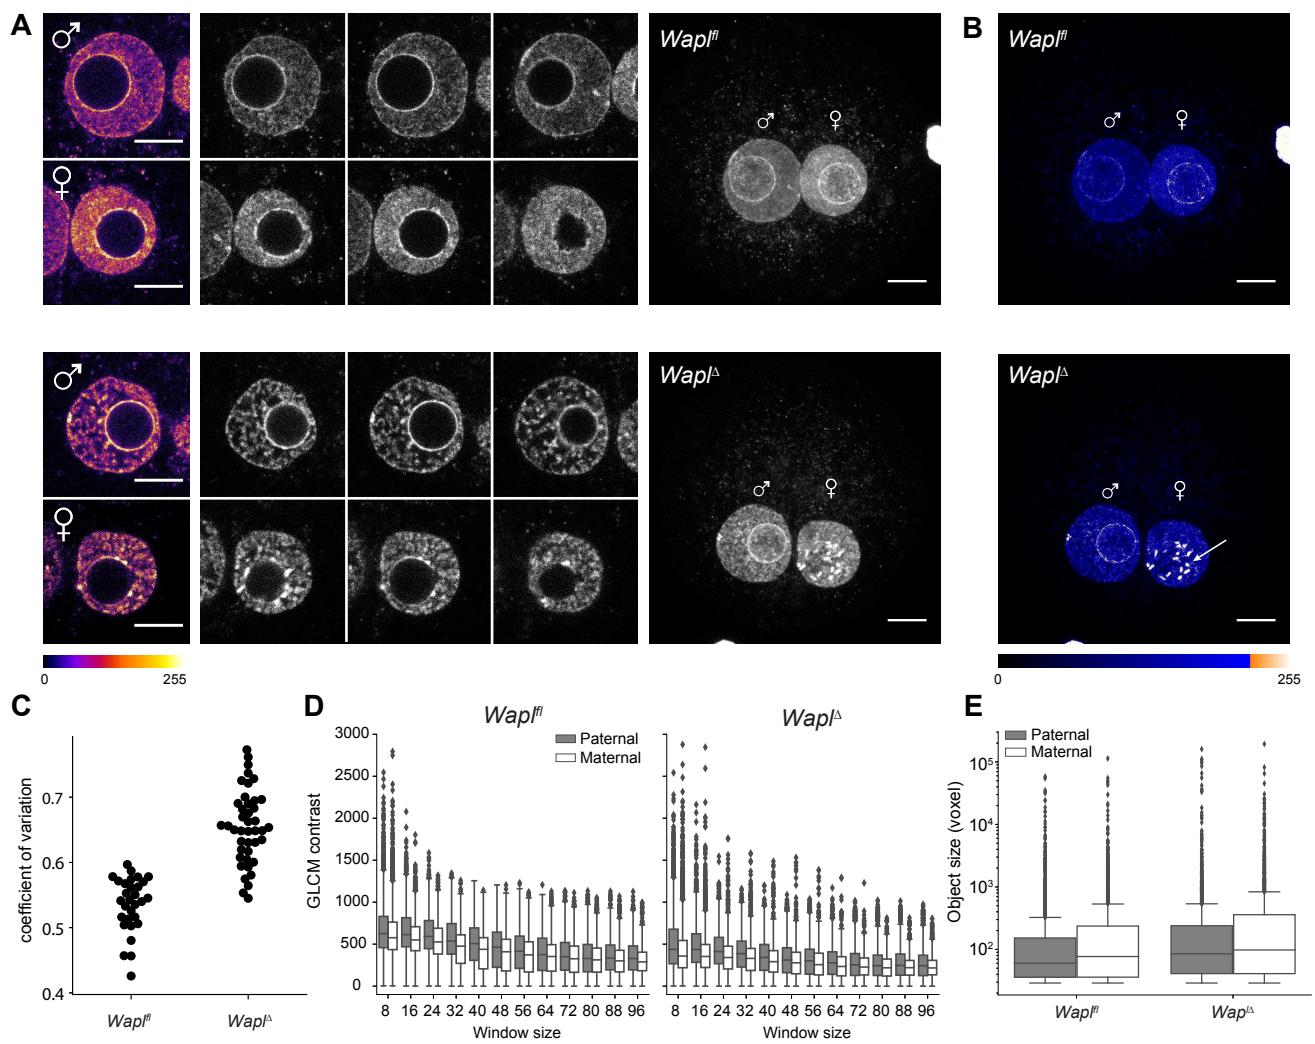 A
♂
Wapl^fl
B
Wapl^fl
♂ ♀
♂ ♀
♀
♂
Wapl^Δ
Wapl^Δ
♂ ♀
♂ ♀
♀
0 255
0 255
C
D
Wapl^fl
Wapl^Δ
E
coefficient of variation
0.7
0.6
0.5
0.4
Wapl^fl Wapl^Δ
GLCM contrast
3000
2500
2000
1500
1000
500
0
Paternal
Maternal
8 16 24 32 40 48 56 64 72 80 88 96
Window size
Paternal
Maternal
8 16 24 32 40 48 56 64 72 80 88 96
Window size
Object size (voxel)
Paternal
Maternal
10^5
10^4
10^3
10^2
Wapl^fl Wapl^Δ